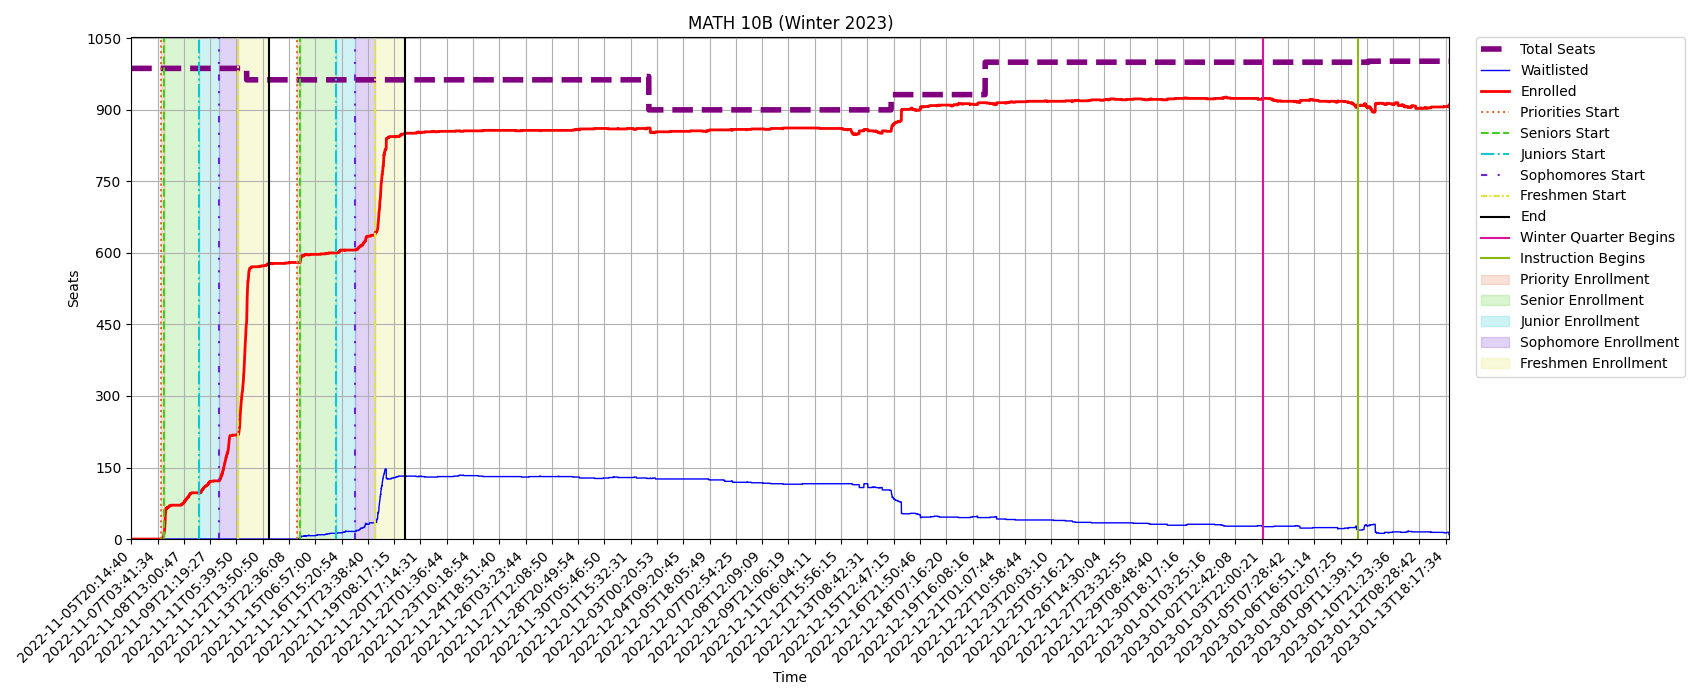 MATH 10B (Winter 2023)
Seats
1050
900
750
600
450
300
150
0
2022-11-05T20:14:40
2022-11-07T03:41:34
2022-11-08T13:00:47
2022-11-09T21:19:27
2022-11-11T05:39:50
2022-11-12T13:50:50
2022-11-13T22:36:09
2022-11-15T06:57:00
2022-11-16T15:20:54
2022-11-17T23:38:40
2022-11-19T08:17:15
2022-11-20T17:14:31
2022-11-22T01:36:44
2022-11-23T10:18:54
2022-11-24T18:51:40
2022-11-26T03:23:44
2022-11-27T12:08:50
2022-11-28T20:49:54
2022-11-30T05:46:50
2022-12-01T15:32:31
2022-12-03T00:20:53
2022-12-04T09:20:45
2022-12-05T18:05:49
2022-12-07T02:54:25
2022-12-08T12:09:09
2022-12-09T21:06:19
2022-12-11T06:04:11
2022-12-12T15:56:15
2022-12-13T08:42:31
2022-12-15T12:47:15
2022-12-16T21:50:46
2022-12-18T07:16:20
2022-12-19T16:08:16
2022-12-21T01:07:44
2022-12-22T10:58:44
2022-12-23T20:03:10
2022-12-25T05:16:21
2022-12-26T14:30:04
2022-12-27T23:32:55
2022-12-29T08:48:40
2022-12-30T18:17:16
2023-01-01T03:25:16
2023-01-02T12:42:08
2023-01-03T22:00:21
2023-01-05T07:28:42
2023-01-06T16:51:14
2023-01-08T02:07:25
2023-01-09T11:39:15
2023-01-10T21:23:36
2023-01-12T08:28:42
2023-01-13T18:17:34
Time
Total Seats
Waitlisted
Enrolled
Priorities Start
Seniors Start
Juniors Start
Sophomores Start
Freshmen Start
End
Winter Quarter Begins
Instruction Begins
Priority Enrollment
Senior Enrollment
Junior Enrollment
Sophomore Enrollment
Freshmen Enrollment